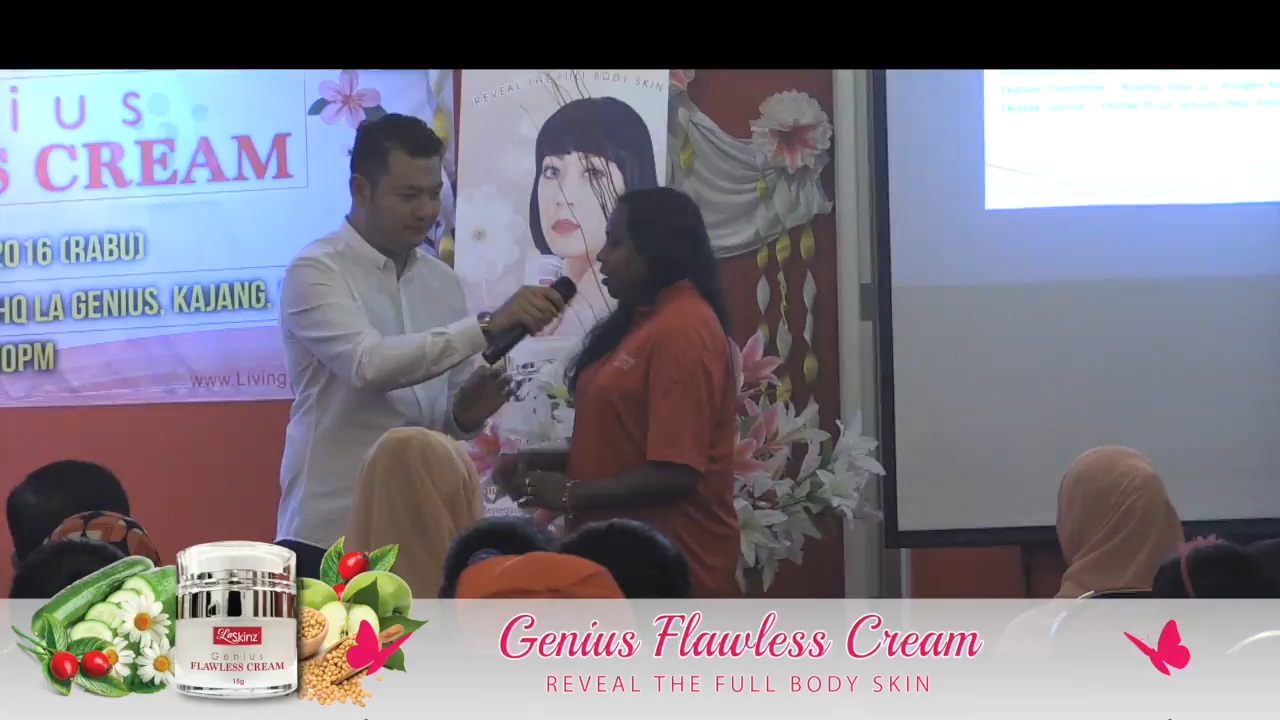 ius
S CREAM
2016 (RABU)
HQ LA GENIUS, KAJANG.
0PM
www.Living
REVEAL THE FULL BODY SKIN
LaSkinz
Genius
FLAWLESS CREAM
15g
Genius Flawless Cream
REVEAL THE FULL BODY SKIN